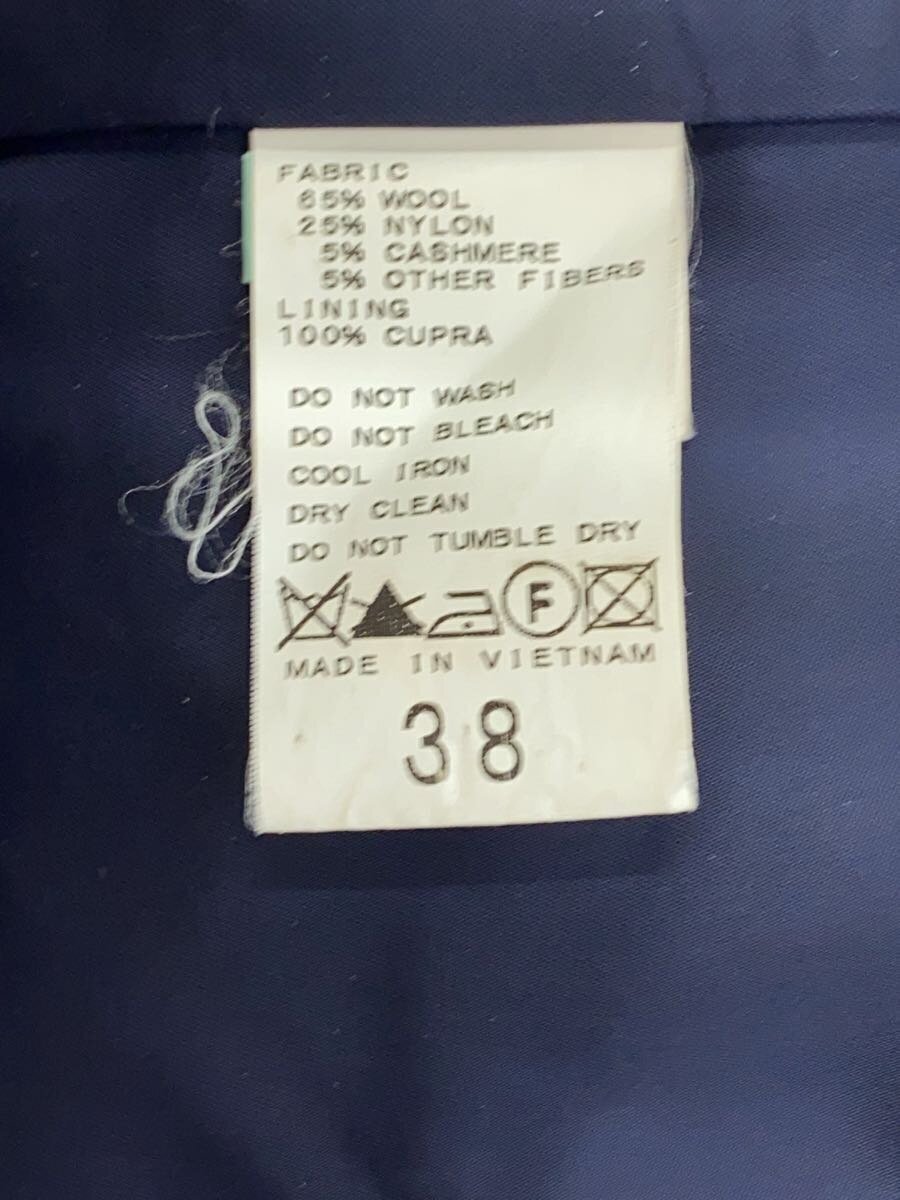 FABRIC
65% WOOL
25% NYLON
5% CASHMERE
5% OTHER FIBERS
LINING
100% CUPRA
DO NOT WASH
DO NOT BLEACH
COOL IRON
DRY CLEAN
DO NOT TUMBLE DRY
F
MADE IN VIETNAM
38